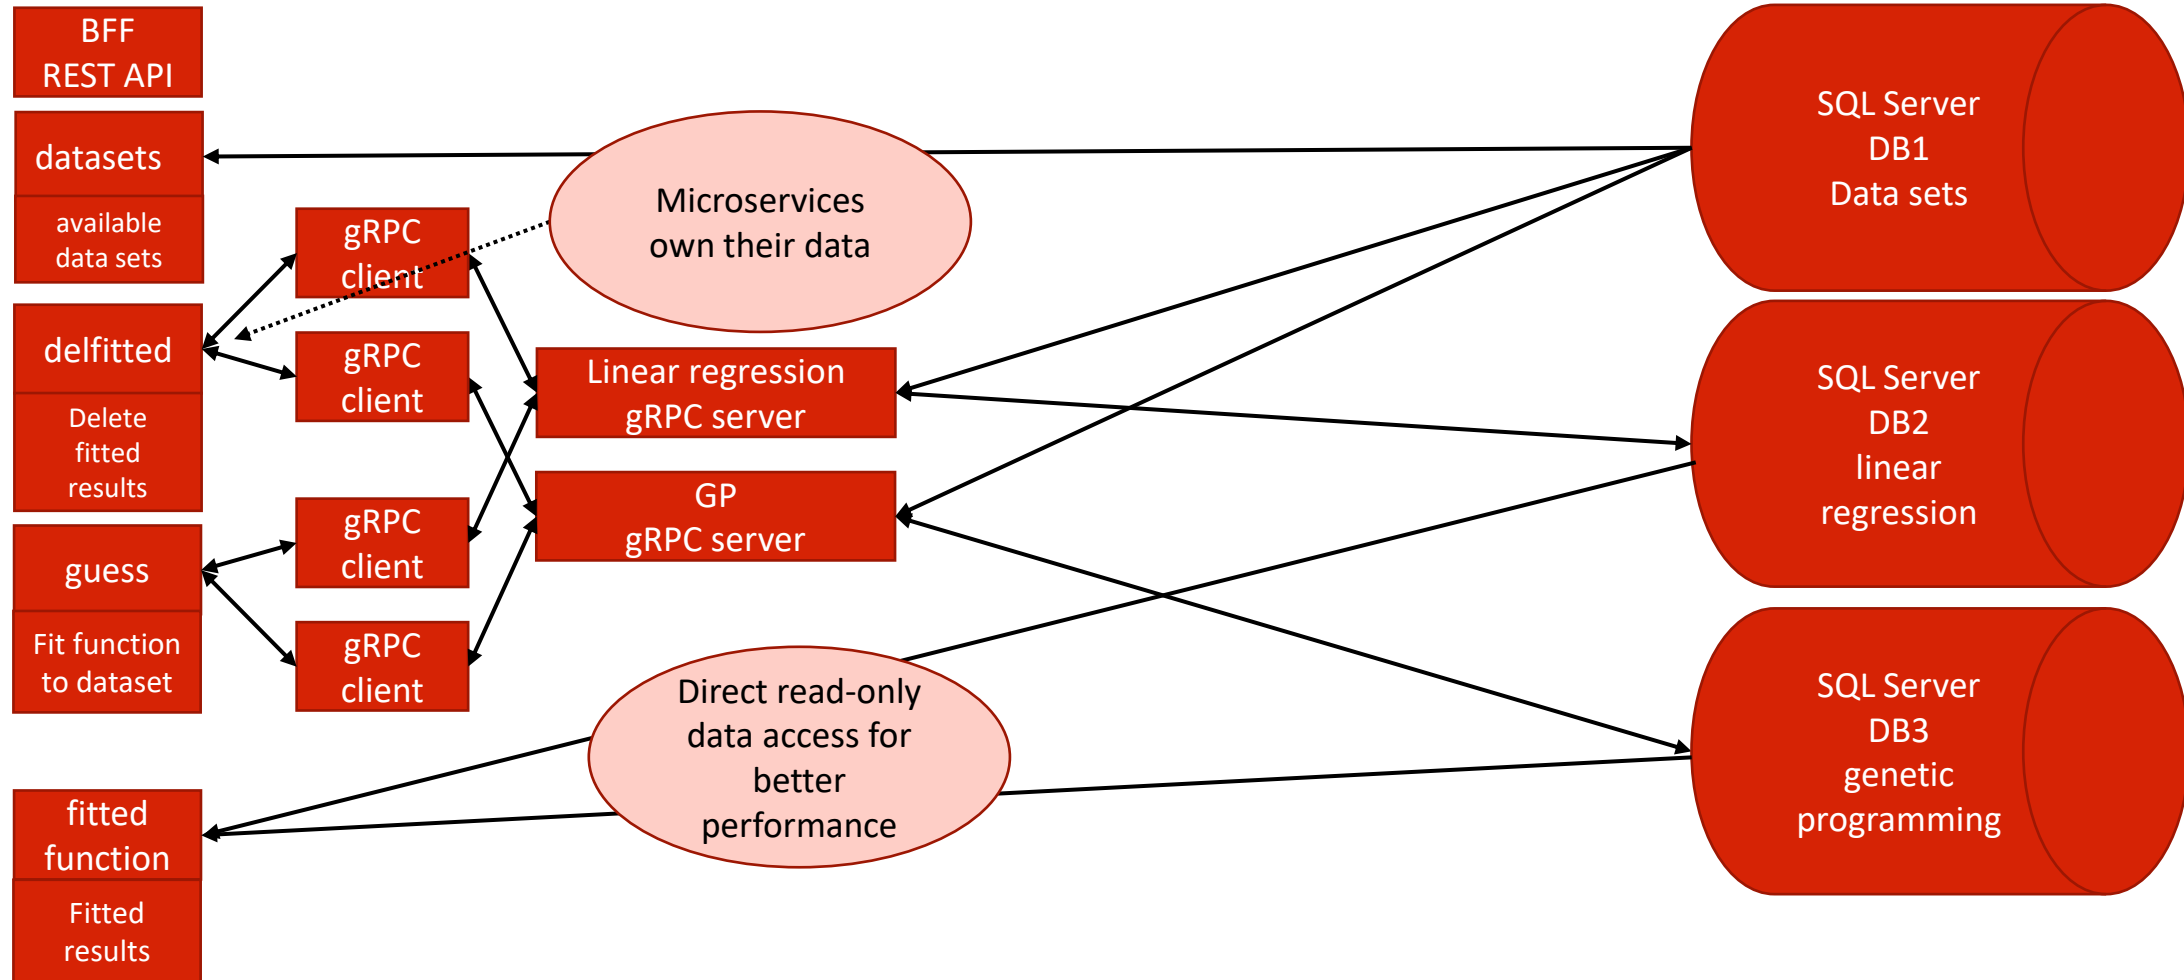 BFF
REST API
datasets
available
data sets
delfitted
Delete
fitted
results
guess
Fit function
to dataset
fitted
function
Fitted
results
gRPC
client
gRPC
client
gRPC
client
gRPC
client
Microservices
own their data
Linear regression
gRPC server
GP
gRPC server
Direct read-only
data access for
better
performance
SQL Server
DB1
Data sets
SQL Server
DB2
linear
regression
SQL Server
DB3
genetic
programming